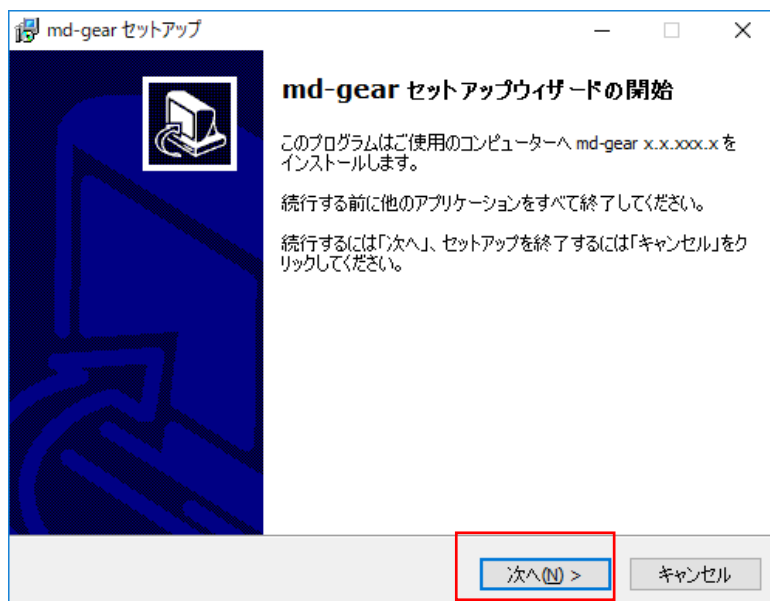 md-gear セットアップ
md-gear セットアップウィザードの開始
このプログラムはご使用のコンピューターへ md-gear x.x.xxx.x を
インストールします。
続行する前に他のアプリケーションをすべて終了してください。
続行するには「次へ」、セットアップを終了するには「キャンセル」をク
リックしてください。
次へ(N) >
キャンセル